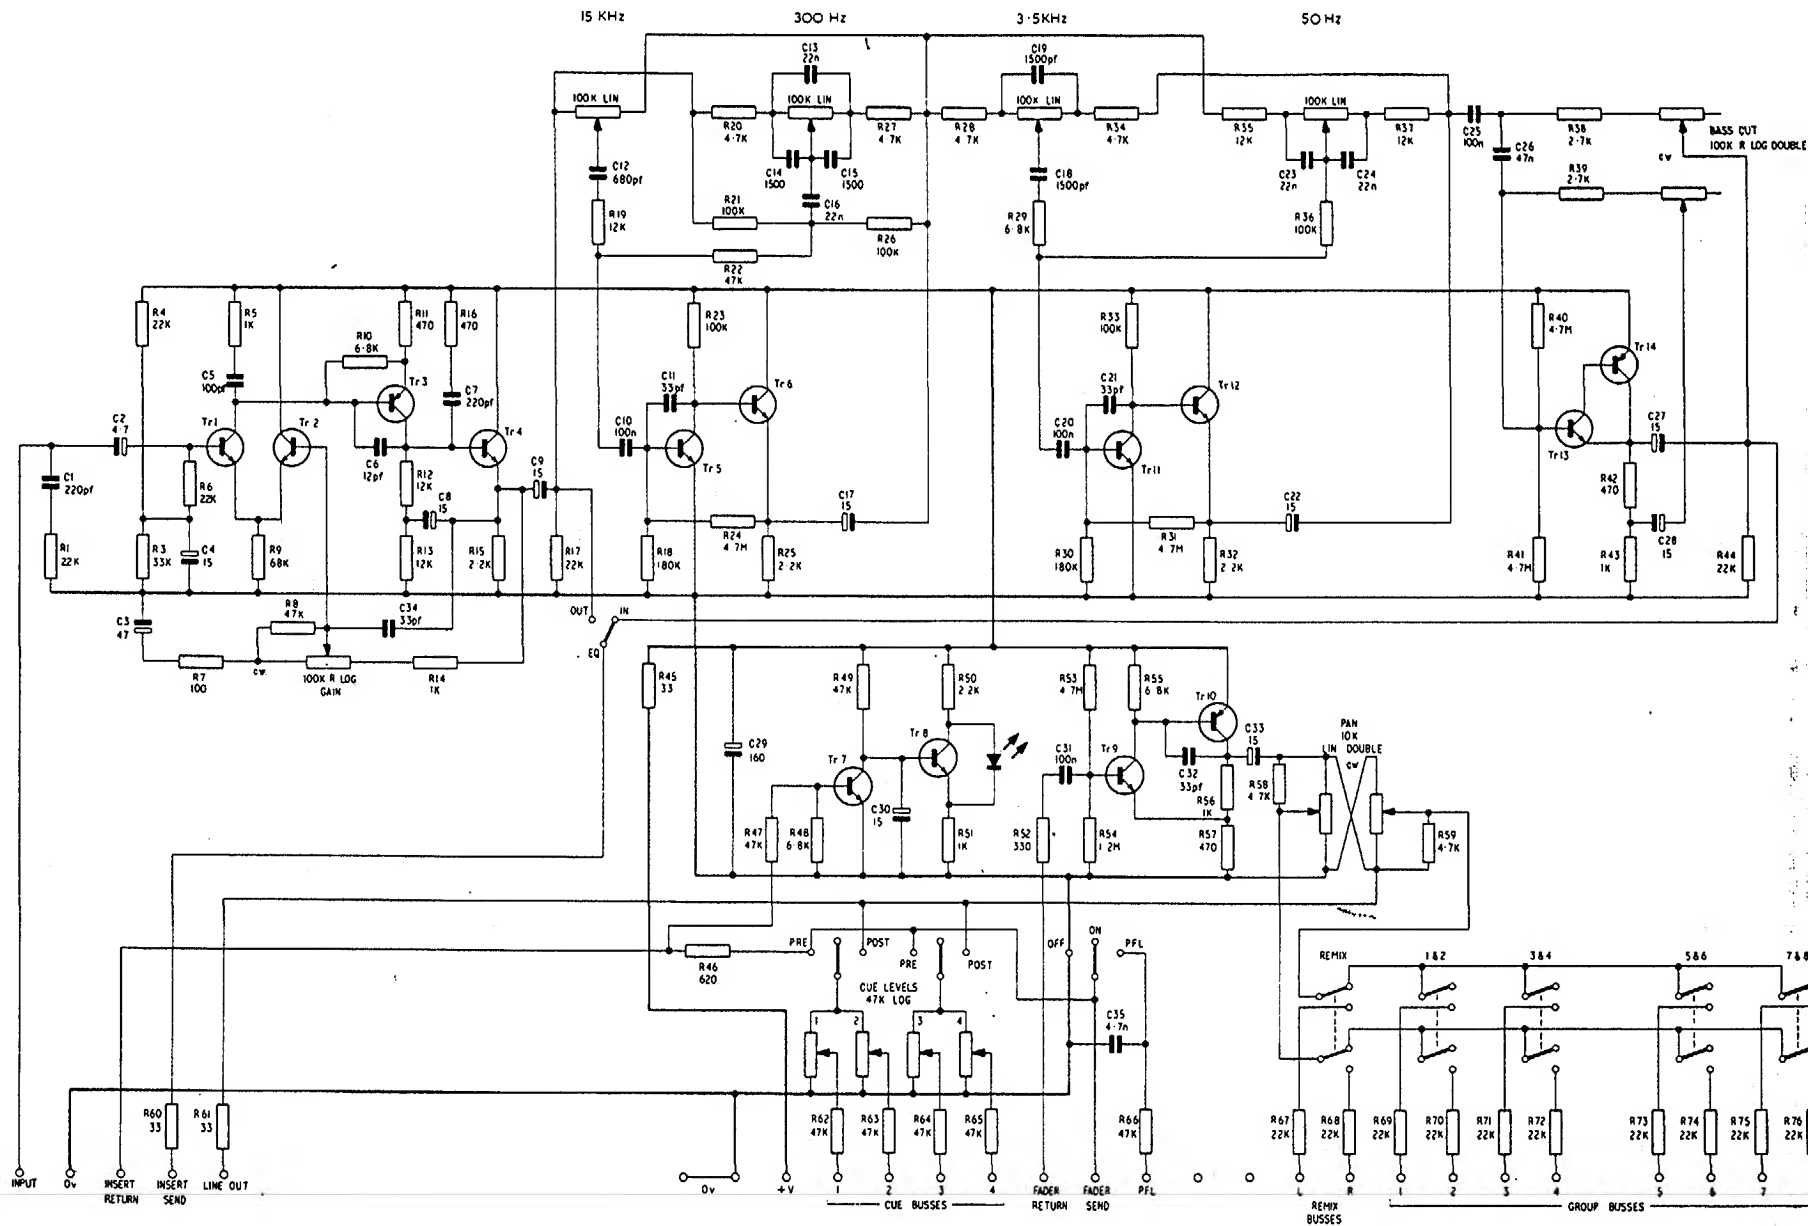 15 KHz
300 Hz
3·5KHz
50 Hz
C13
22n
C19
1500pf
100K LIN
100K LIN
100K LIN
100K LIN
R20
4·7K
R27
4·7K
R28
4·7K
R34
4·7K
R35
12K
R37
12K
C25
100n
R38
2·7K
BASS CUT
100K R LOG DOUBLE
CW
C12
680pf
C14
1500
C15
1500
C18
1500pf
C23
22n
C24
22n
C26
47n
R39
2·7K
R19
12K
R21
100K
C16
22n
R26
100K
R22
47K
R29
6·8K
R36
100K
R4
22K
R5
1K
R10
6·8K
R11
470
R16
470
R23
100K
R33
100K
R40
4·7M
Tr14
C5
100pf
Tr3
C7
220pf
C11
33pf
Tr6
C21
33pf
Tr12
C2
4·7
Tr1
Tr2
Tr4
C10
100n
Tr5
C20
100n
Tr11
Tr13
C27
15
C1
220pf
R6
22K
C6
12pf
R12
12K
C8
15
C9
15
C17
15
C22
15
R42
470
C28
15
R1
22K
R3
33K
C4
15
R9
68K
R13
12K
R15
2·2K
R17
22K
R18
180K
R24
4·7M
R25
2·2K
R30
180K
R31
4·7M
R32
2·2K
R41
4·7M
R43
1K
R44
22K
C3
47
R8
47K
C34
33pf
OUT
IN
EQ
R7
100
CW
100K R LOG
GAIN
R14
1K
R45
33
R49
47K
R50
2·2K
R53
4·7M
R55
6·8K
Tr10
C29
160
Tr7
Tr8
C31
100n
Tr9
C33
15
PAN
10K
LIN DOUBLE
CW
C32
33pf
R58
4·7K
R47
47K
R48
6·8K
C30
15
R51
1K
R52
330
R54
1·2M
R56
1K
R57
470
R59
4·7K
PRE
POST
PRE
POST
OFF
ON
PFL
R46
620
CUE LEVELS
47K LOG
1
2
3
4
C35
4·7n
REMIX
1&2
3&4
5&6
7&8
R60
33
R61
33
R62
47K
R63
47K
R64
47K
R65
47K
R66
47K
R67
22K
R68
22K
R69
22K
R70
22K
R71
22K
R72
22K
R73
22K
R74
22K
R75
22K
R76
22K
INPUT
0v
INSERT
RETURN
INSERT
SEND
LINE OUT
0v
+V
1
2
3
4
CUE BUSSES
FADER
RETURN
FADER
SEND
PFL
L
R
REMIX
BUSSES
1
2
3
4
5
6
7
GROUP BUSSES